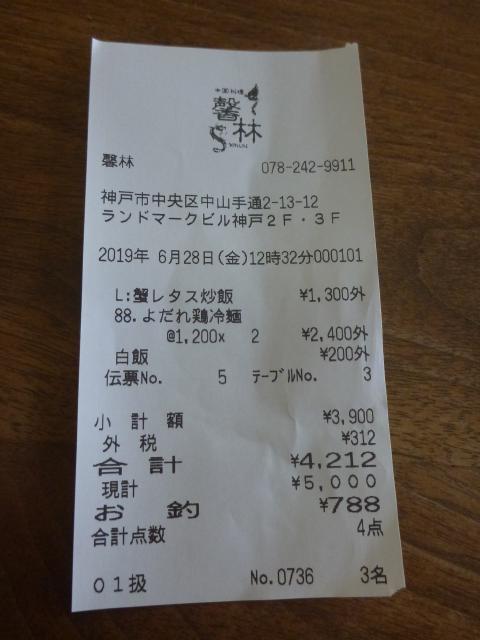 中国料理
馨林
馨林 078-242-9911
神戸市中央区中山手通2-13-12
ランドマークビル神戸2F・3F
2019年 6月28日(金)12時32分000101
L:蟹レタス炒飯 ¥1,300外
88.よだれ鶏冷麺
@1,200x 2 ¥2,400外
白飯 ¥200外
伝票No. 5 テーブルNo. 3
小計額 ¥3,900
外税 ¥312
合計 ¥4,212
現計 ¥5,000
お釣 ¥788
合計点数 4点
01扱 No.0736 3名